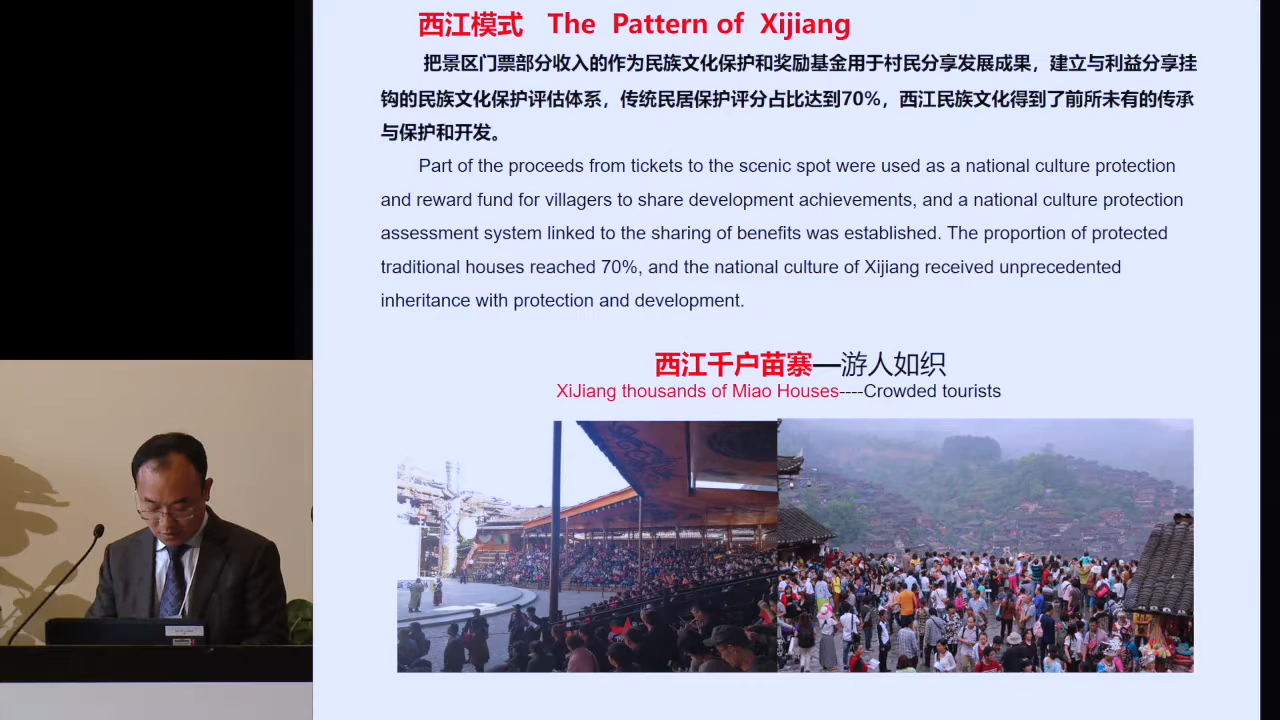 西江模式 The Pattern of Xijiang
把景区门票部分收入的作为民族文化保护和奖励基金用于村民分享发展成果，建立与利益分享挂
钩的民族文化保护评估体系，传统民居保护评分占比达到70%，西江民族文化得到了前所未有的传承
与保护和开发。
Part of the proceeds from tickets to the scenic spot were used as a national culture protection
and reward fund for villagers to share development achievements, and a national culture protection
assessment system linked to the sharing of benefits was established. The proportion of protected
traditional houses reached 70%, and the national culture of Xijiang received unprecedented
inheritance with protection and development.
西江千户苗寨—游人如织
XiJiang thousands of Miao Houses----Crowded tourists